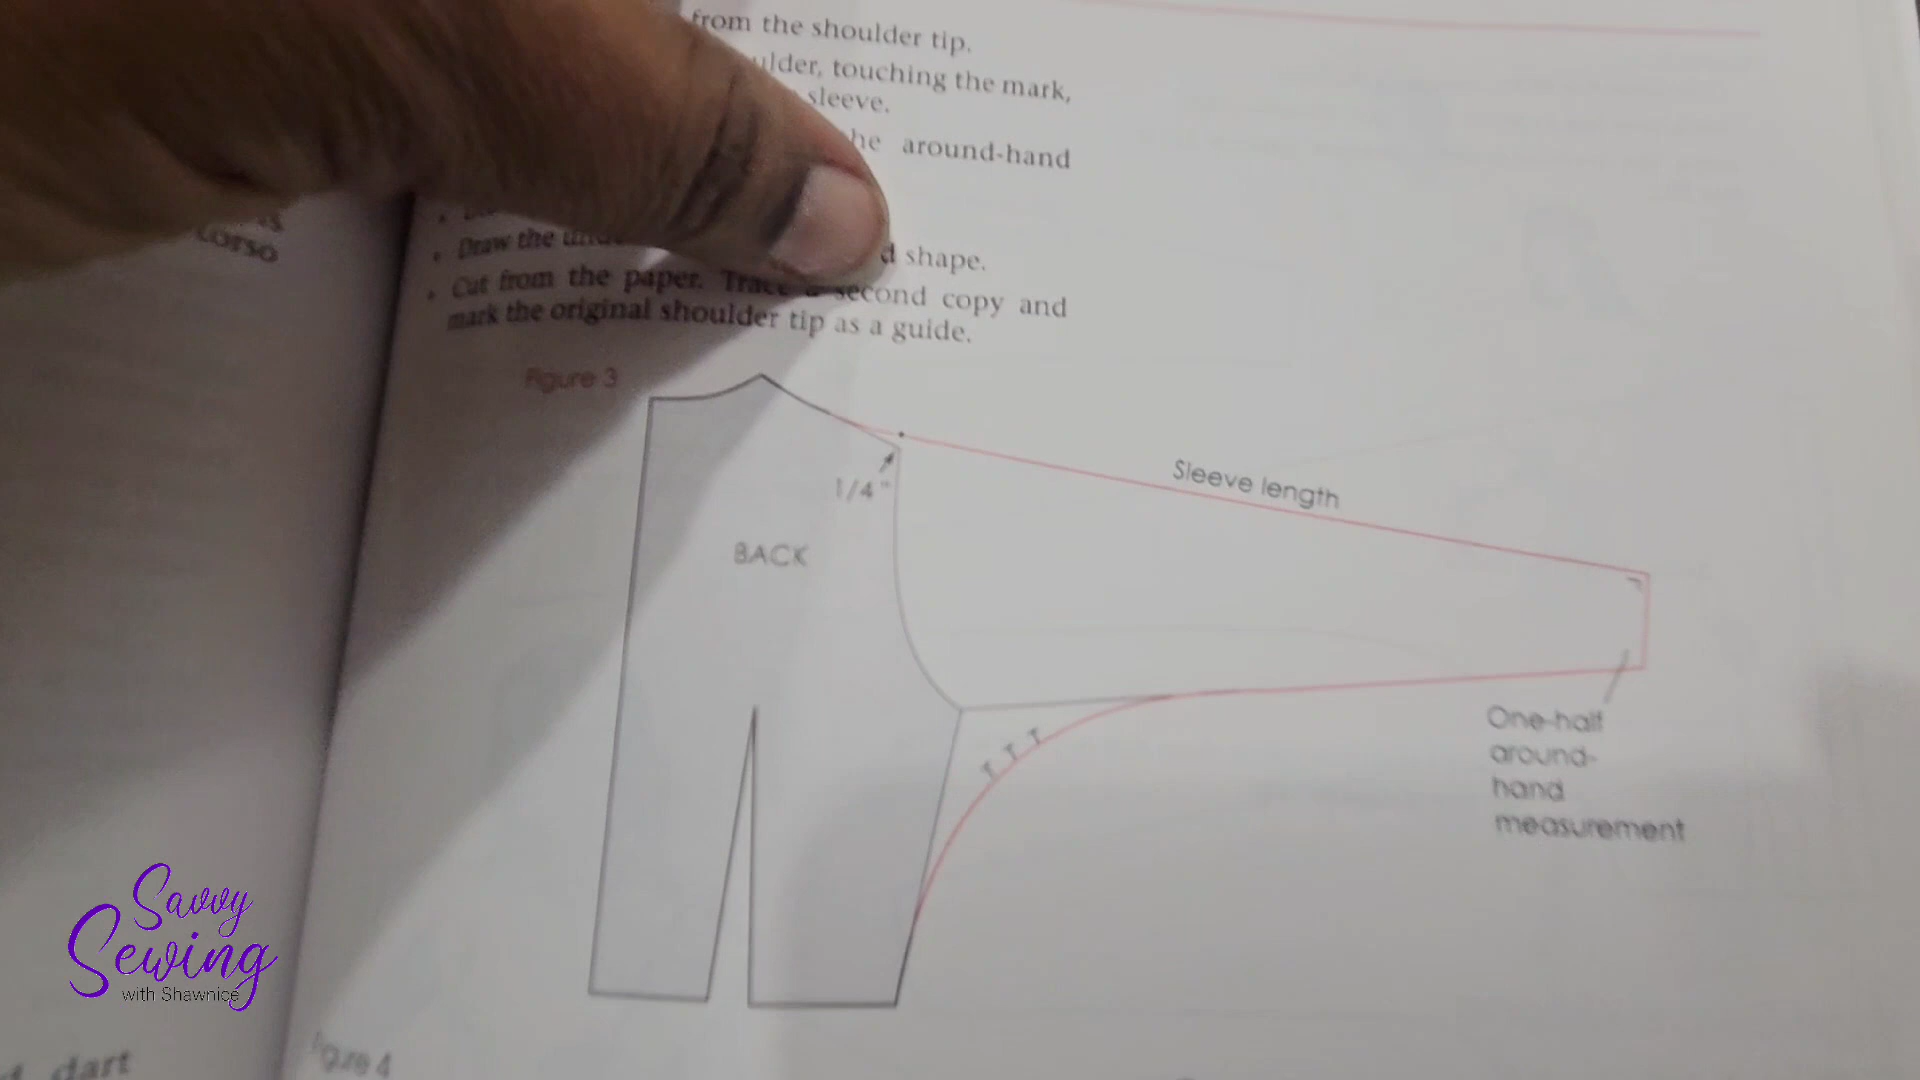 from the shoulder tip.
touching the mark,
sleeve.
around-hand
torso
Draw the shape.
Cut from the paper. Trace a second copy and
mark the original shoulder tip as a guide.
Figure 3
Sleeve length
1/4"
BACK
One-half
around-
hand
measurement
Savvy
Sewing
with Shawnice
Figure 4
dart